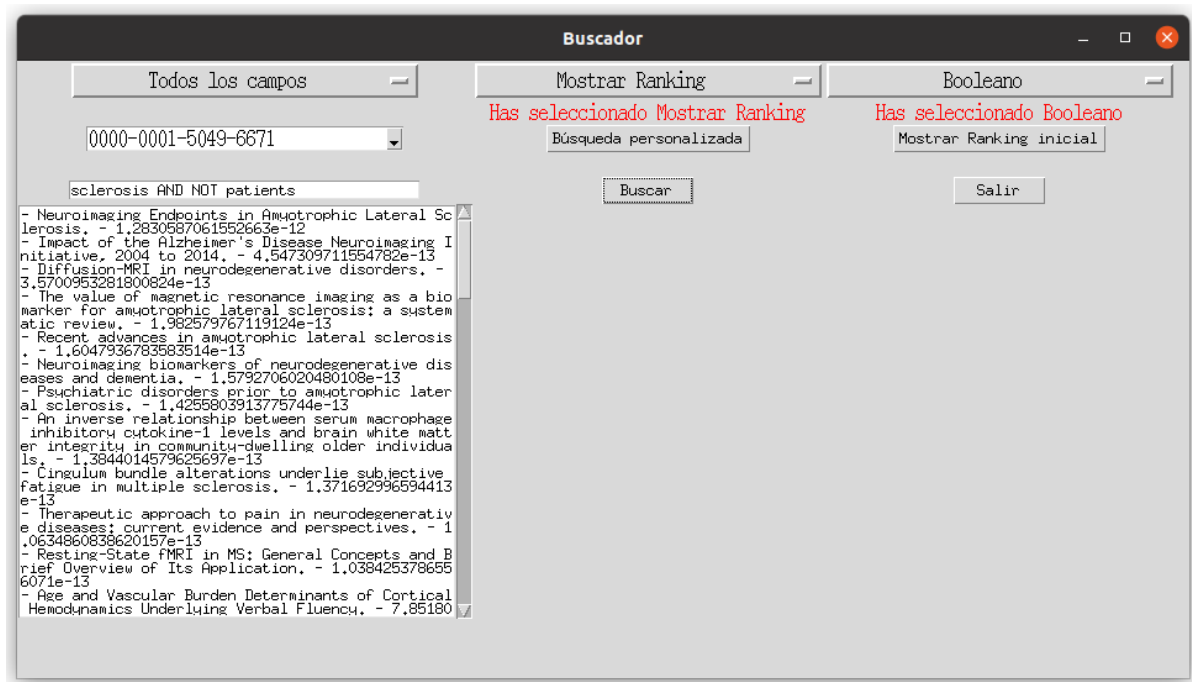 Buscador
Todos los campos
Mostrar Ranking
Booleano
Has seleccionado Mostrar Ranking
Has seleccionado Booleano
0000-0001-5049-6671
Búsqueda personalizada
Mostrar Ranking inicial
sclerosis AND NOT patients
Buscar
Salir
- Neuroimaging Endpoints in Amyotrophic Lateral Sc
lerosis. - 1.2830587061552663e-12
- Impact of the Alzheimer's Disease Neuroimaging I
nitiative, 2004 to 2014. - 4.547309711554782e-13
- Diffusion-MRI in neurodegenerative disorders. -
3.5700953281800824e-13
- The value of magnetic resonance imaging as a bio
marker for amyotrophic lateral sclerosis: a system
atic review. - 1.982579767119124e-13
- Recent advances in amyotrophic lateral sclerosis
. - 1.6047936783583514e-13
- Neuroimaging biomarkers of neurodegenerative dis
eases and dementia. - 1.5792706020480108e-13
- Psychiatric disorders prior to amyotrophic later
al sclerosis. - 1.4255803913775744e-13
- An inverse relationship between serum macrophage
inhibitory cytokine-1 levels and brain white matt
er integrity in community-dwelling older individua
ls. - 1.3844014579625697e-13
- Cingulum bundle alterations underlie subjective
fatigue in multiple sclerosis. - 1.371692996594413
e-13
- Therapeutic approach to pain in neurodegenerativ
e diseases: current evidence and perspectives. - 1
.0634860838620157e-13
- Resting-State fMRI in MS: General Concepts and B
rief Overview of Its Application. - 1.038425378655
6071e-13
- Age and Vascular Burden Determinants of Cortical
Hemodynamics Underlying Verbal Fluency. - 7.85180